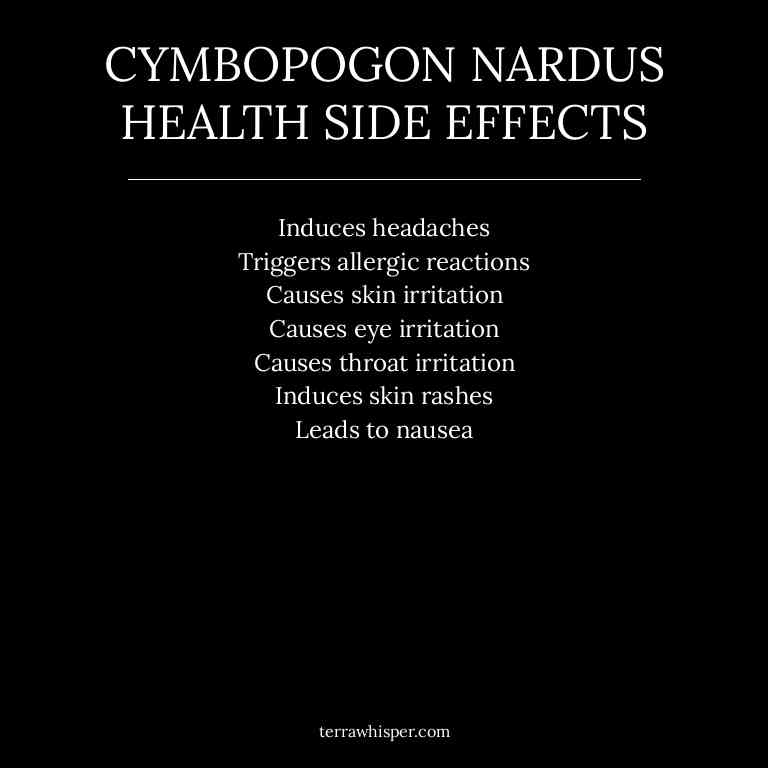 CYMBOPOGON NARDUS
HEALTH SIDE EFFECTS
Induces headaches
Triggers allergic reactions
Causes skin irritation
Causes eye irritation
Causes throat irritation
Induces skin rashes
Leads to nausea
terrawhisper.com